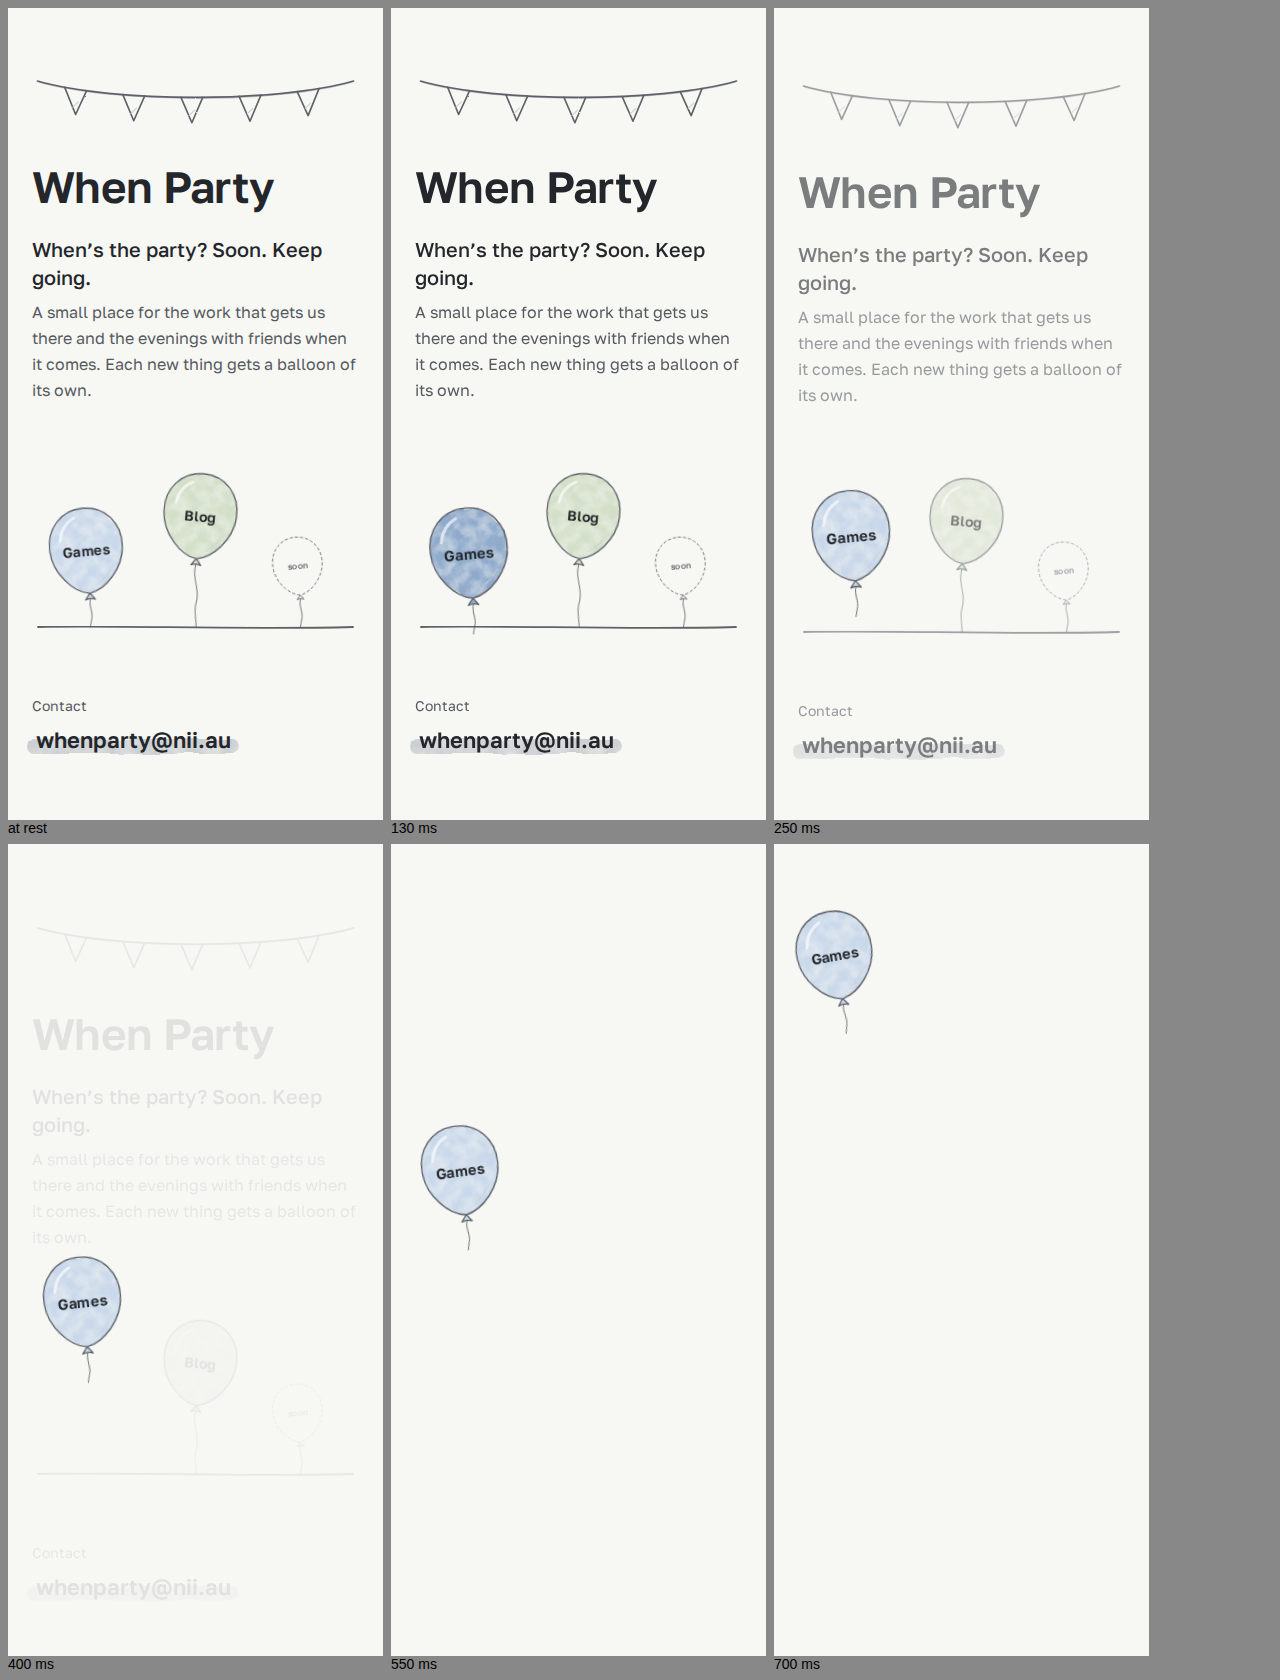 When Party
When’s the party? Soon. Keep
going.
A small place for the work that gets us
there and the evenings with friends when
it comes. Each new thing gets a balloon of
its own.
Games
Blog
soon
Contact
whenparty@nii.au
at rest
When Party
When’s the party? Soon. Keep
going.
A small place for the work that gets us
there and the evenings with friends when
it comes. Each new thing gets a balloon of
its own.
Games
Blog
soon
Contact
whenparty@nii.au
130 ms
When Party
When’s the party? Soon. Keep
going.
A small place for the work that gets us
there and the evenings with friends when
it comes. Each new thing gets a balloon of
its own.
Games
Blog
soon
Contact
whenparty@nii.au
250 ms
When Party
When’s the party? Soon. Keep
going.
A small place for the work that gets us
there and the evenings with friends when
it comes. Each new thing gets a balloon of
its own.
Games
Blog
soon
Contact
whenparty@nii.au
400 ms
Games
550 ms
Games
700 ms